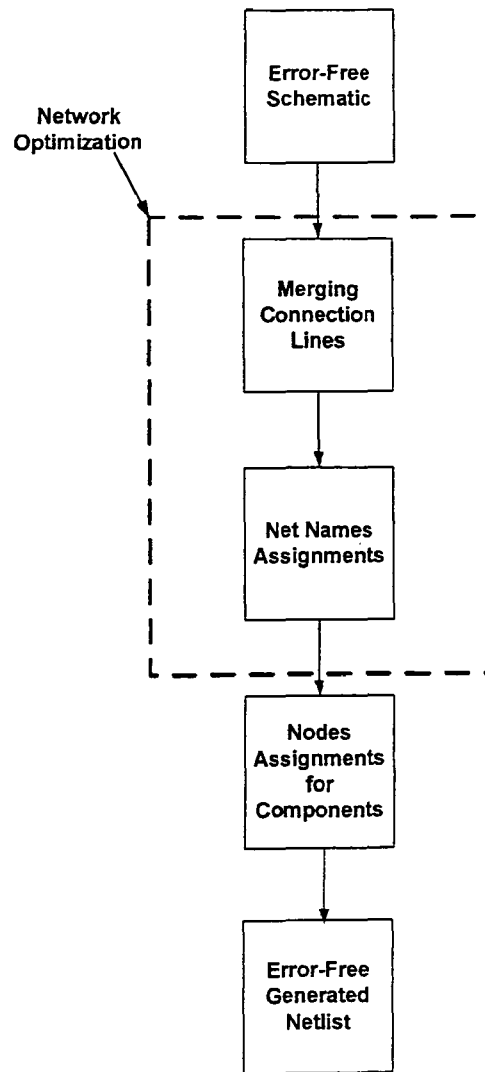 Error-Free
Schematic
Network
Optimization
Merging
Connection
Lines
Net Names
Assignments
Nodes
Assignments
for
Components
Error-Free
Generated
Netlist